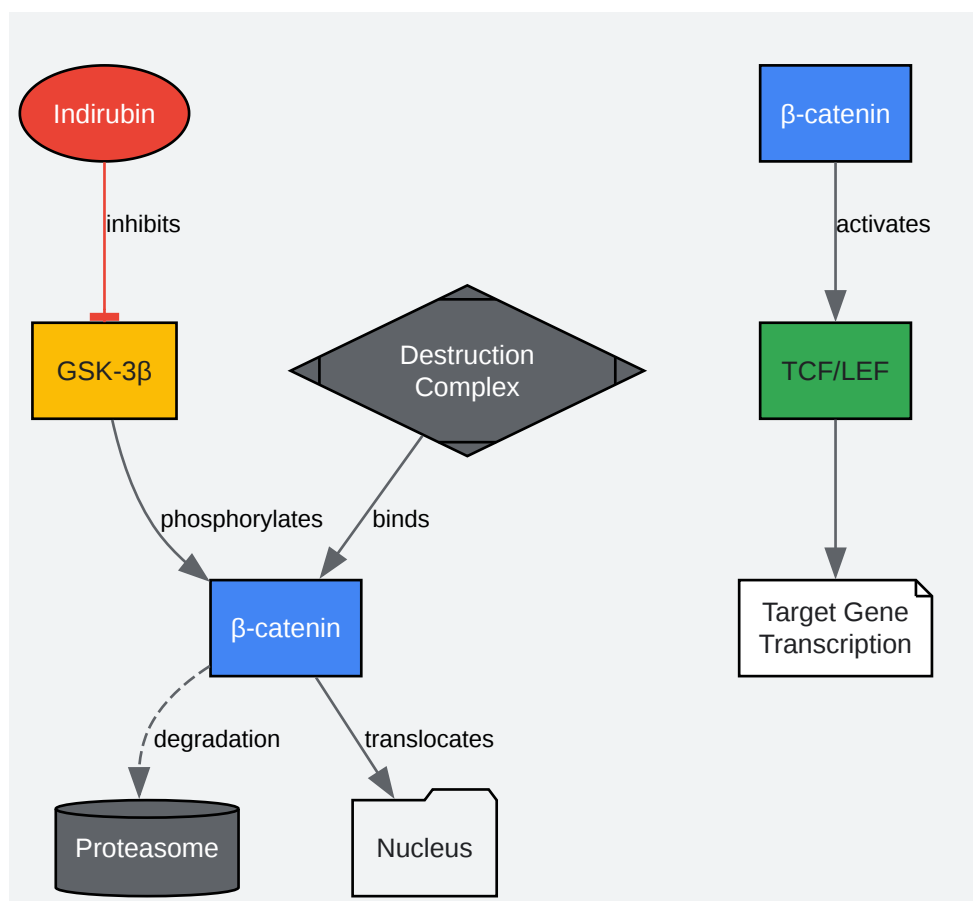 Indirubin
β-catenin
inhibits
activates
GSK-3β
Destruction
Complex
TCF/LEF
phosphorylates
binds
β-catenin
Target Gene
Transcription
degradation
translocates
Proteasome
Nucleus